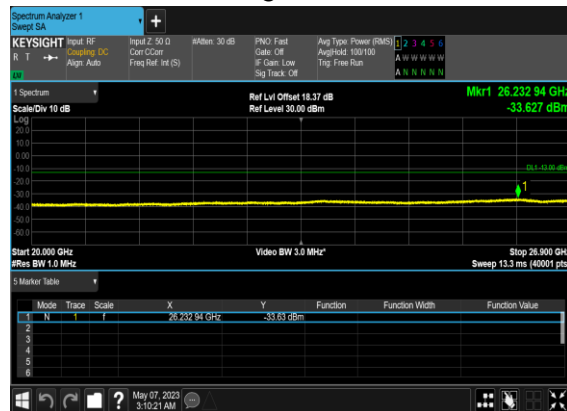 Spectrum Analyzer 1
Swept SA
KEYSIGHT Input: RF Input Z: 50 Ω #Atten: 30 dB PNO: Fast Avg Type: Power (RMS) 1 2 3 4 5 6
R T Coupling: DC Corr CCorr Gate: Off Avg|Hold: 100/100 A W W W W W
Align: Auto Freq Ref: Int (S) IF Gain: Low Trig: Free Run
LXI Sig Track: Off A N N N N N
1 Spectrum Ref Lvl Offset 18.37 dB Mkr1 26.232 94 GHz
Scale/Div 10 dB Ref Level 30.00 dBm -33.627 dBm
Log
20.0
10.0
0.00
-10.0
DL1 -13.00 dBm
-20.0
1
-30.0
-40.0
-50.0
-60.0
Start 20.000 GHz Video BW 3.0 MHz* Stop 26.900 GHz
#Res BW 1.0 MHz Sweep 13.3 ms (40001 pts)
5 Marker Table
Mode Trace Scale X Y Function Function Width Function Value
1 N 1 f 26.232 94 GHz -33.63 dBm
2
3
4
5
6
? May 07, 2023
3:10:21 AM